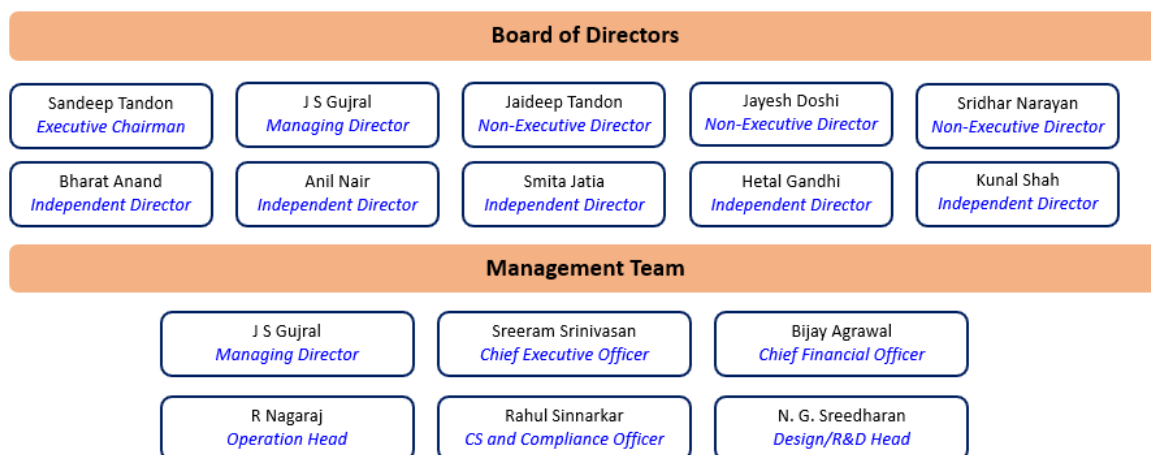 Board of Directors
Sandeep Tandon
Executive Chairman
J S Gujral
Managing Director
Jaideep Tandon
Non-Executive Director
Jayesh Doshi
Non-Executive Director
Sridhar Narayan
Non-Executive Director
Bharat Anand
Independent Director
Anil Nair
Independent Director
Smita Jatia
Independent Director
Hetal Gandhi
Independent Director
Kunal Shah
Independent Director
Management Team
J S Gujral
Managing Director
Sreeram Srinivasan
Chief Executive Officer
Bijay Agrawal
Chief Financial Officer
R Nagaraj
Operation Head
Rahul Sinnarkar
CS and Compliance Officer
N. G. Sreedharan
Design/R&D Head